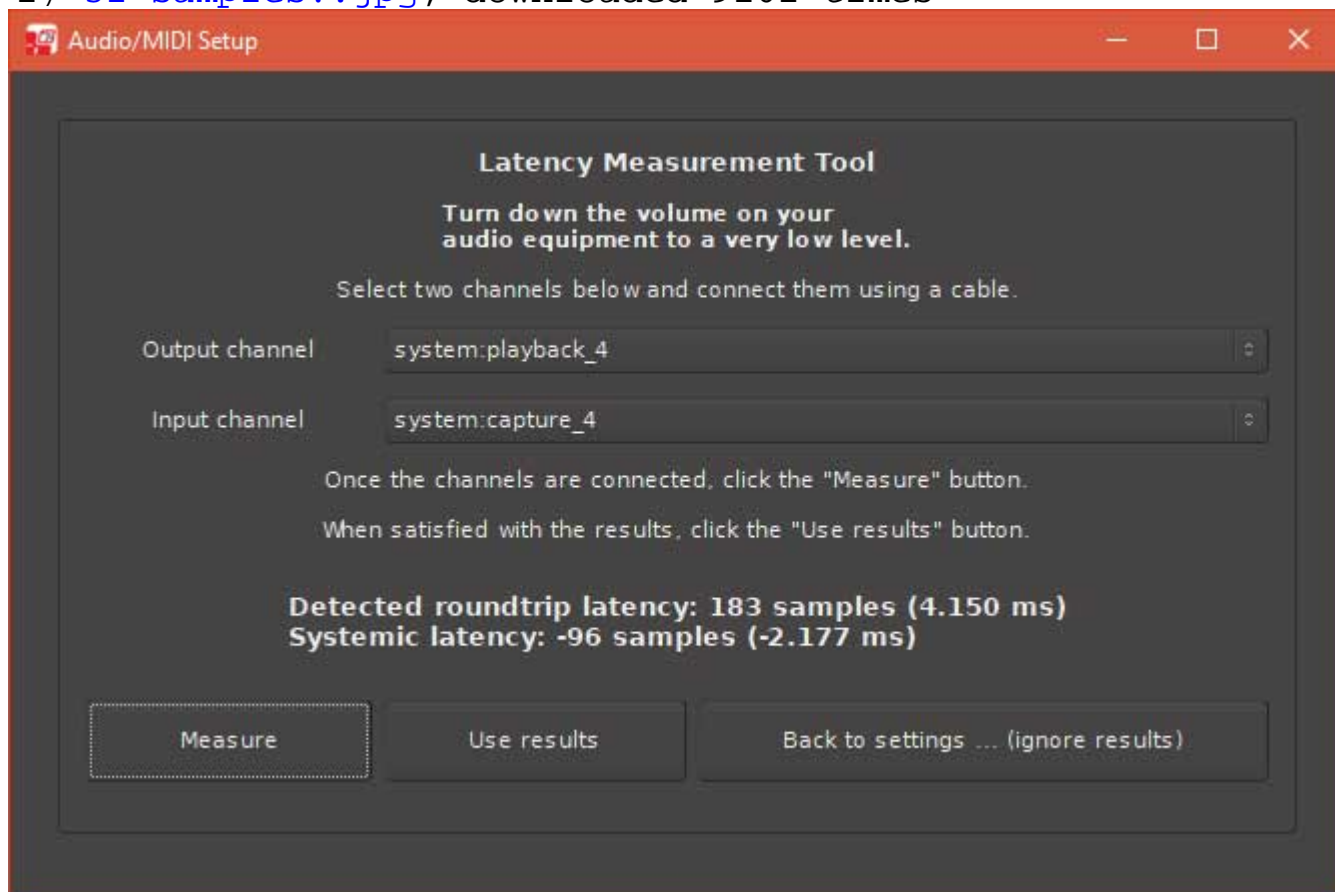 Audio/MIDI Setup
Latency Measurement Tool
Turn down the volume on your
audio equipment to a very low level.
Select two channels below and connect them using a cable.
Output channel system:playback_4
Input channel system:capture_4
Once the channels are connected, click the "Measure" button.
When satisfied with the results, click the "Use results" button.
Detected roundtrip latency: 183 samples (4.150 ms)
Systemic latency: -96 samples (-2.177 ms)
Measure Use results Back to settings ... (ignore results)